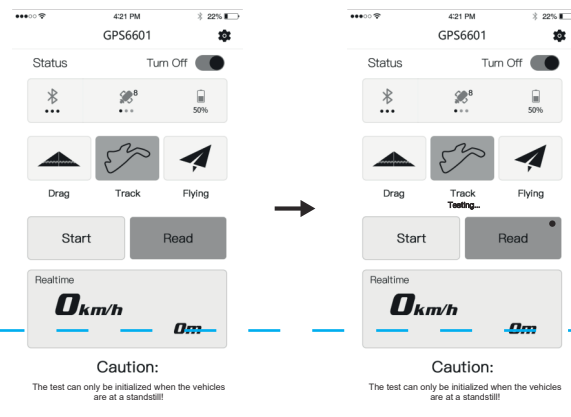 4:21 PM
22%
GPS6601
Status
Turn Off
8
50%
Drag
Track
Flying
Start
Read
Realtime
0km/h
0m
Caution:
The test can only be initialized when the vehicles
are at a standstill!
4:21 PM
22%
GPS6601
Status
Turn Off
8
50%
Drag
Track
Flying
Teating...
Start
Read
Realtime
0km/h
0m
Caution:
The test can only be initialized when the vehicles
are at a standstill!